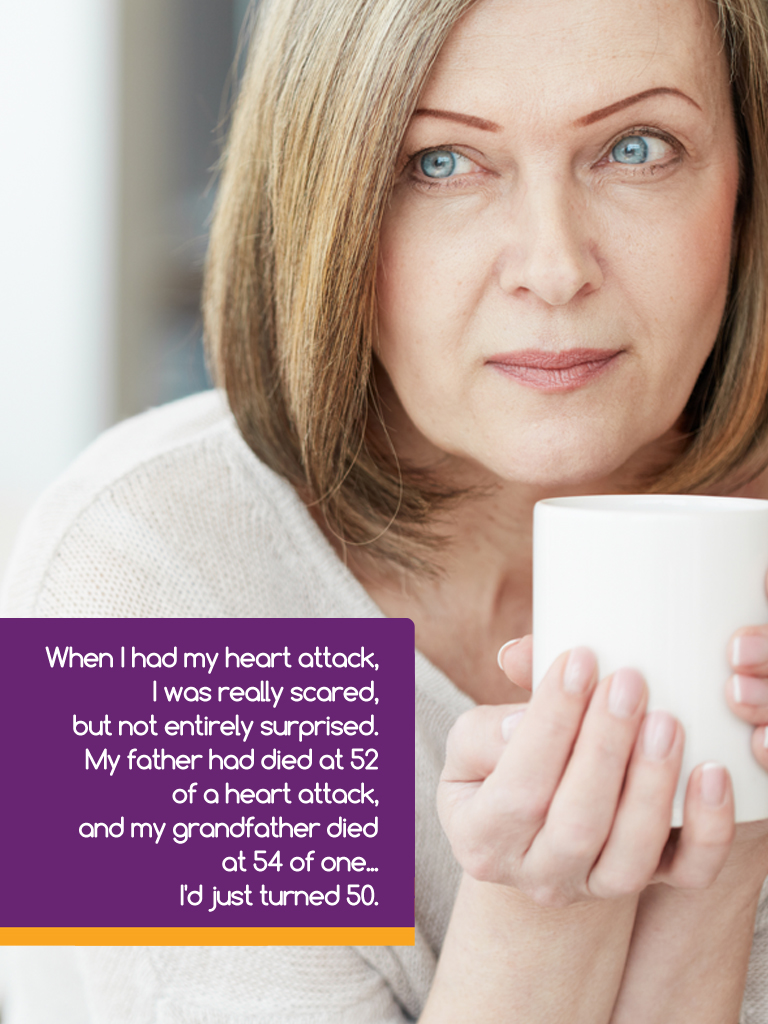 When I had my heart attack,
I was really scared,
but not entirely surprised.
My father had died at 52
of a heart attack,
and my grandfather died
at 54 of one...
I'd just turned 50.